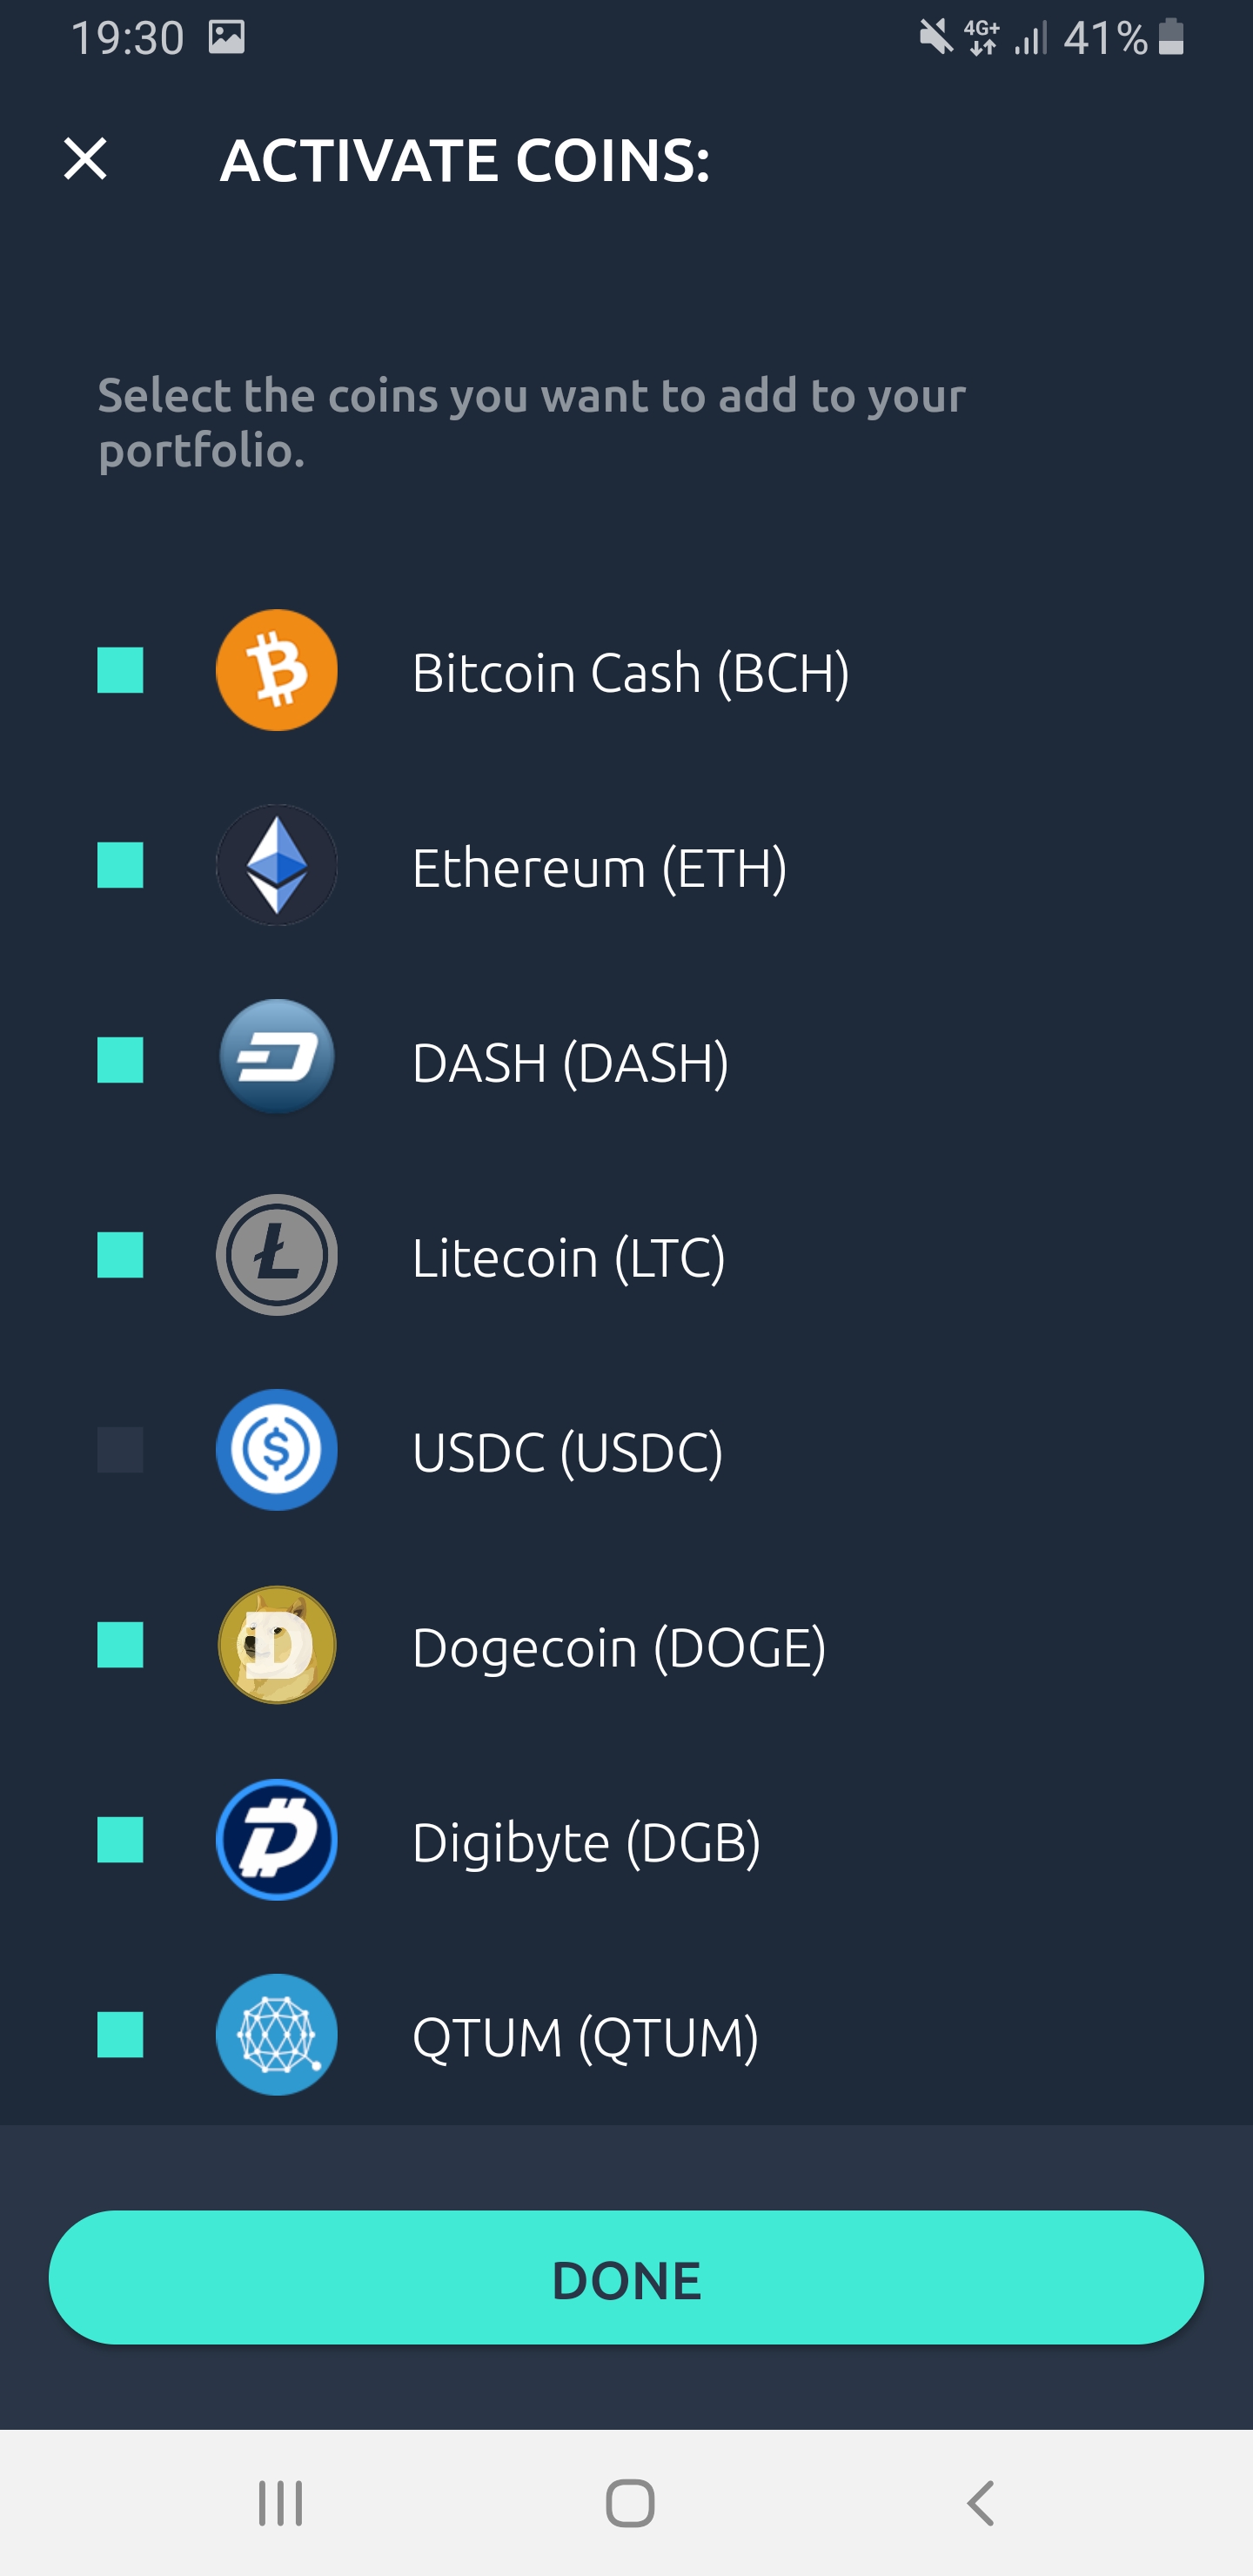 19:30 4G+ 41%
ACTIVATE COINS:
Select the coins you want to add to your
portfolio.
Bitcoin Cash (BCH)
Ethereum (ETH)
DASH (DASH)
Litecoin (LTC)
USDC (USDC)
Dogecoin (DOGE)
Digibyte (DGB)
QTUM (QTUM)
DONE